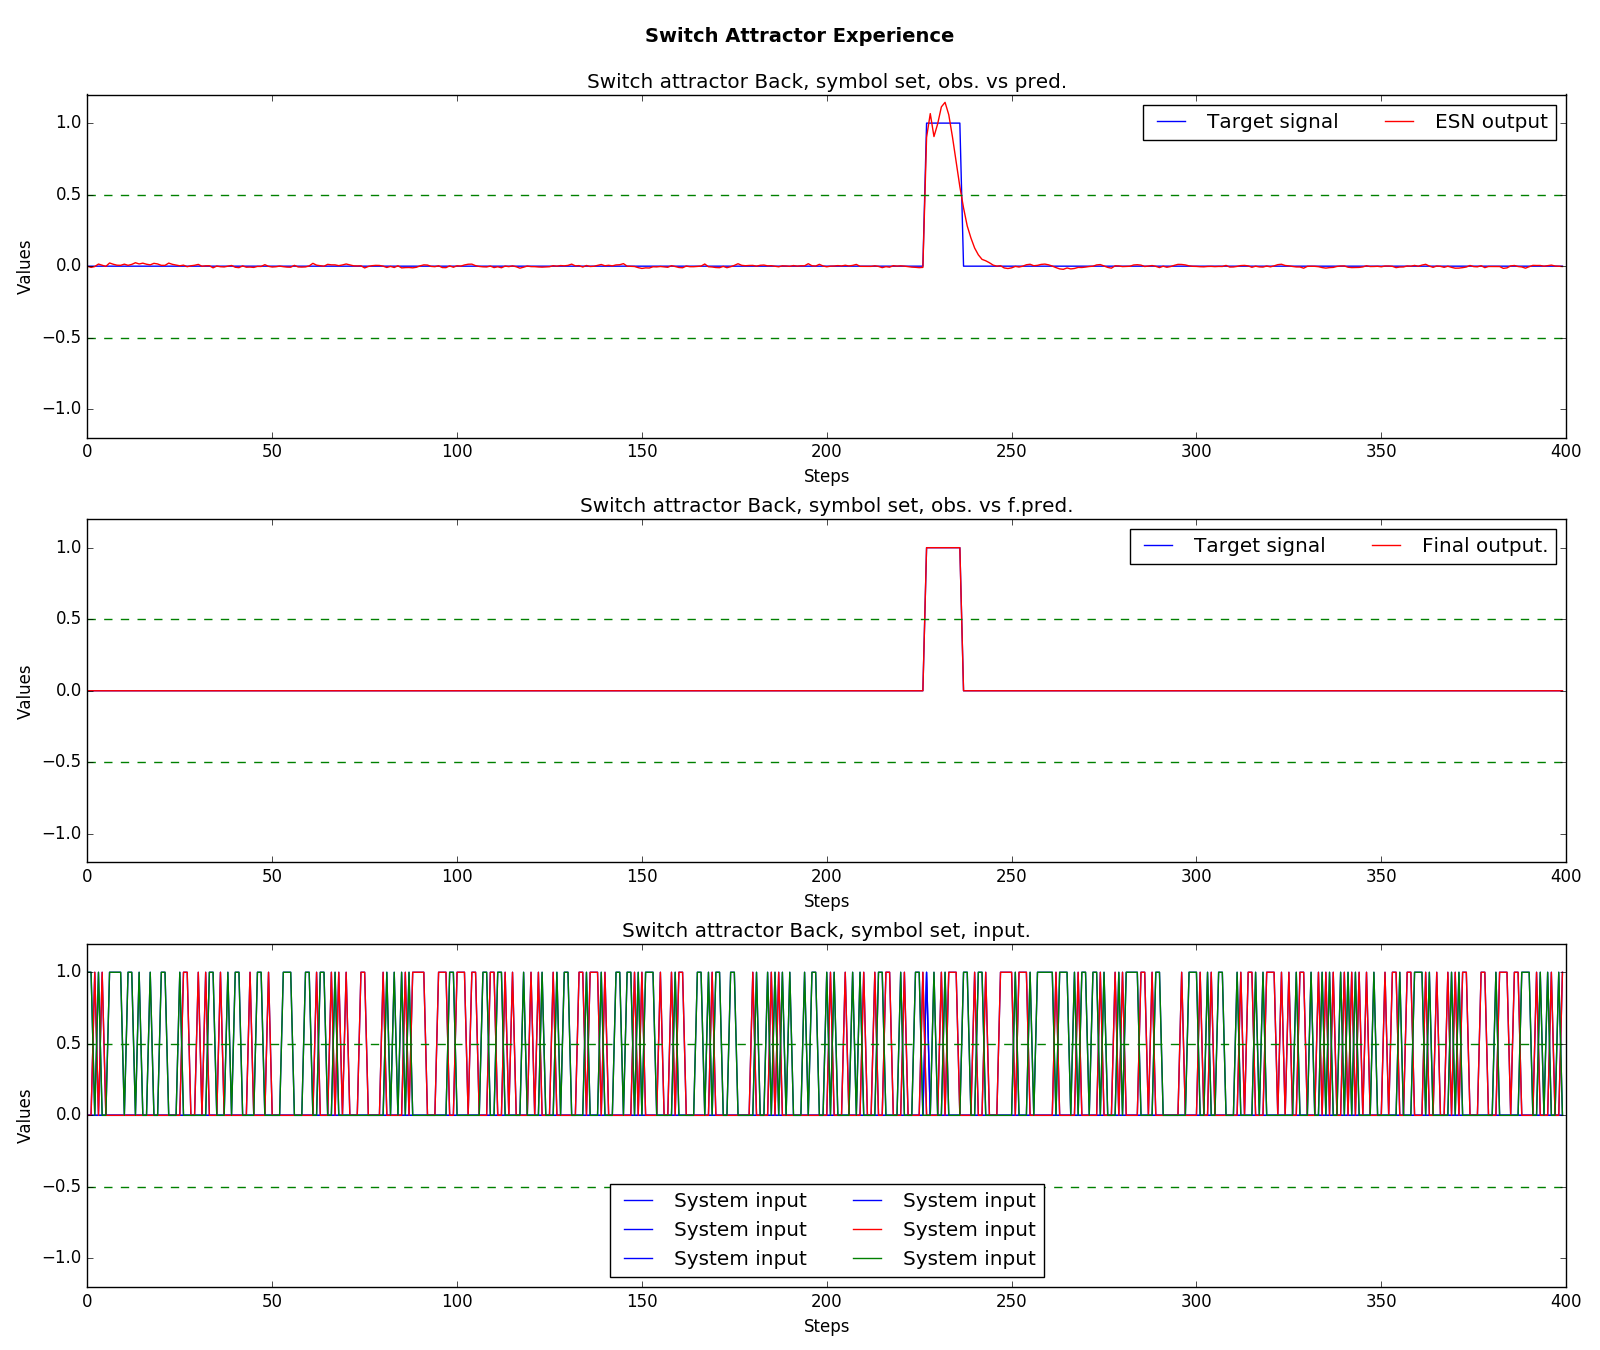 Switch Attractor Experience
Switch attractor Back, symbol set, obs. vs pred.
Target signal ESN output
1.0
0.5
0.0
−0.5
−1.0
Values
0 50 100 150 200 250 300 350 400
Steps
Switch attractor Back, symbol set, obs. vs f.pred.
Target signal Final output.
1.0
0.5
0.0
−0.5
−1.0
Values
0 50 100 150 200 250 300 350 400
Steps
Switch attractor Back, symbol set, input.
1.0
0.5
0.0
−0.5
−1.0
Values
System input System input
System input System input
System input System input
0 50 100 150 200 250 300 350 400
Steps